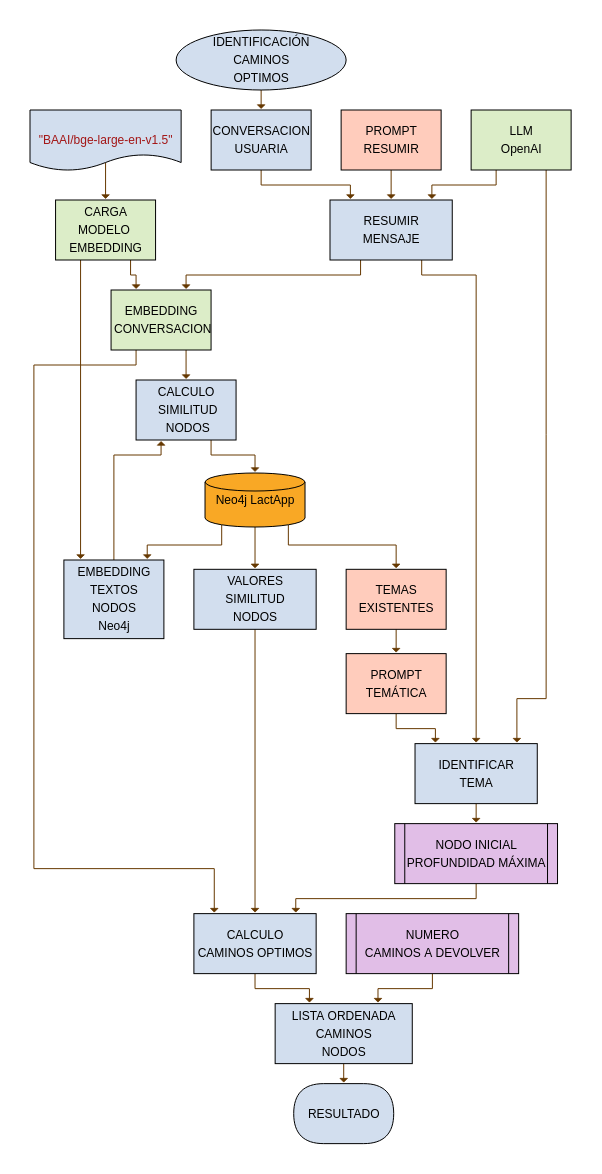 IDENTIFICACIÓN
CAMINOS
OPTIMOS
"BAAI/bge-large-en-v1.5"
CONVERSACION
USUARIA
PROMPT
RESUMIR
LLM
OpenAI
CARGA
MODELO
EMBEDDING
RESUMIR
MENSAJE
EMBEDDING
CONVERSACION
CALCULO
SIMILITUD
NODOS
Neo4j LactApp
EMBEDDING
TEXTOS
NODOS
Neo4j
VALORES
SIMILITUD
NODOS
TEMAS
EXISTENTES
PROMPT
TEMÁTICA
IDENTIFICAR
TEMA
NODO INICIAL
PROFUNDIDAD MÁXIMA
CALCULO
CAMINOS OPTIMOS
NUMERO
CAMINOS A DEVOLVER
LISTA ORDENADA
CAMINOS
NODOS
RESULTADO